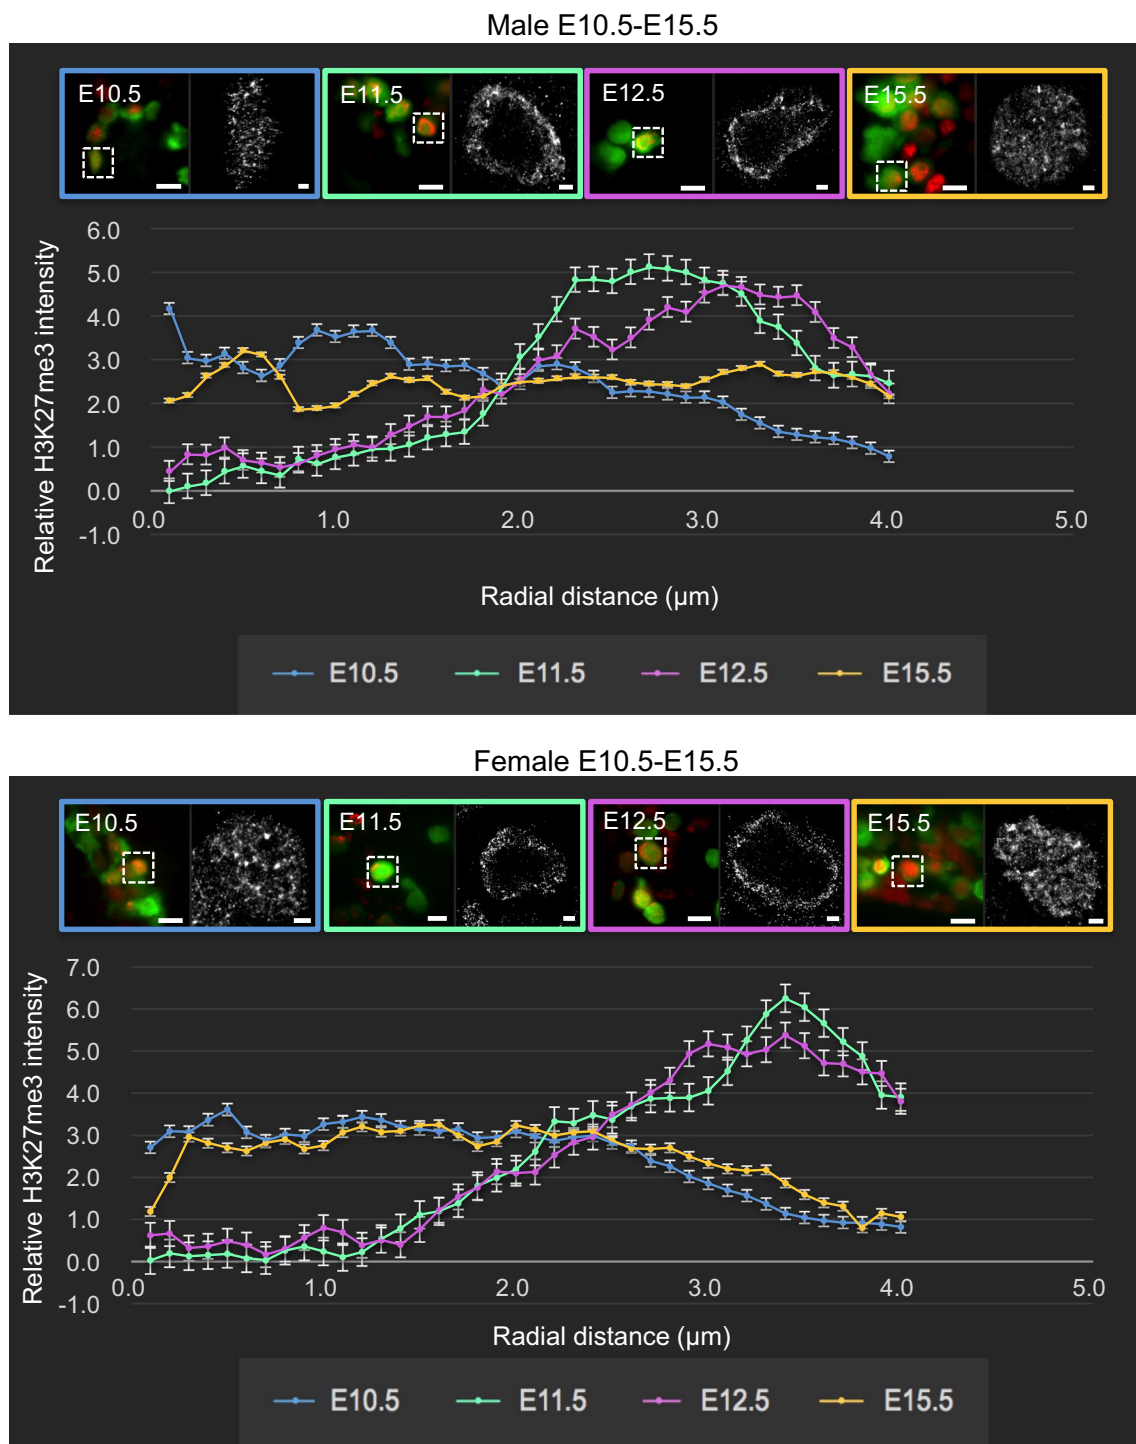 Male E10.5-E15.5
E10.5
E11.5
E12.5
E15.5
Relative H3K27me3 intensity
6.0
5.0
4.0
3.0
2.0
1.0
0.0
-1.0
0.0 1.0 2.0 3.0 4.0 5.0
Radial distance (µm)
E10.5 E11.5 E12.5 E15.5
Female E10.5-E15.5
E10.5
E11.5
E12.5
E15.5
Relative H3K27me3 intensity
7.0
6.0
5.0
4.0
3.0
2.0
1.0
0.0
-1.0
0.0 1.0 2.0 3.0 4.0 5.0
Radial distance (µm)
E10.5 E11.5 E12.5 E15.5